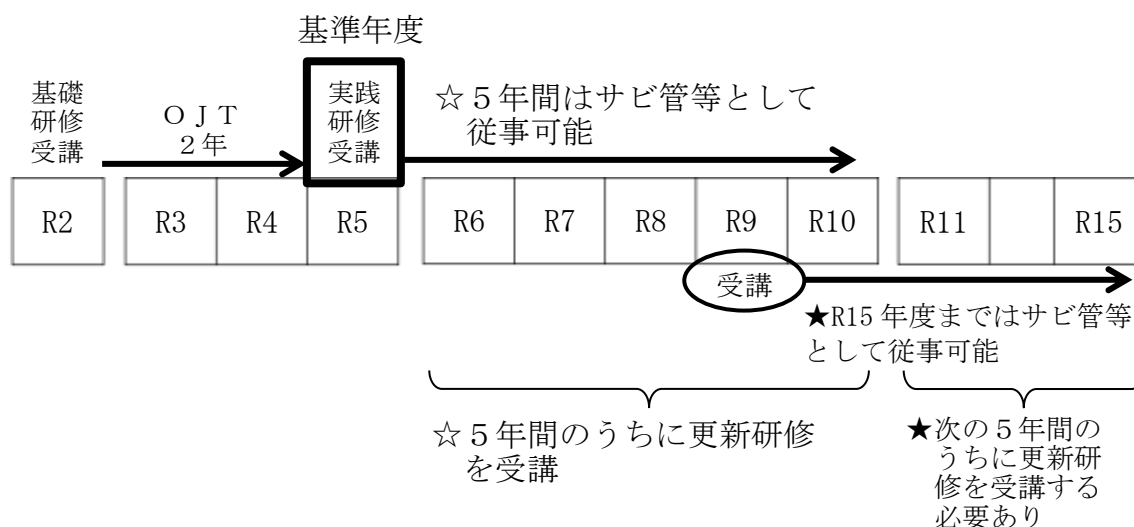 基準年度
基礎
研修
受講
ＯＪＴ
２年
実践
研修
受講
☆５年間はサビ管等として
従事可能
R2
R3
R4
R5
R6
R7
R8
R9
R10
R11
R15
受講
★R15 年度まではサビ管等
として従事可能
☆５年間のうちに更新研修
を受講
★次の５年間の
うちに更新研
修を受講する
必要あり